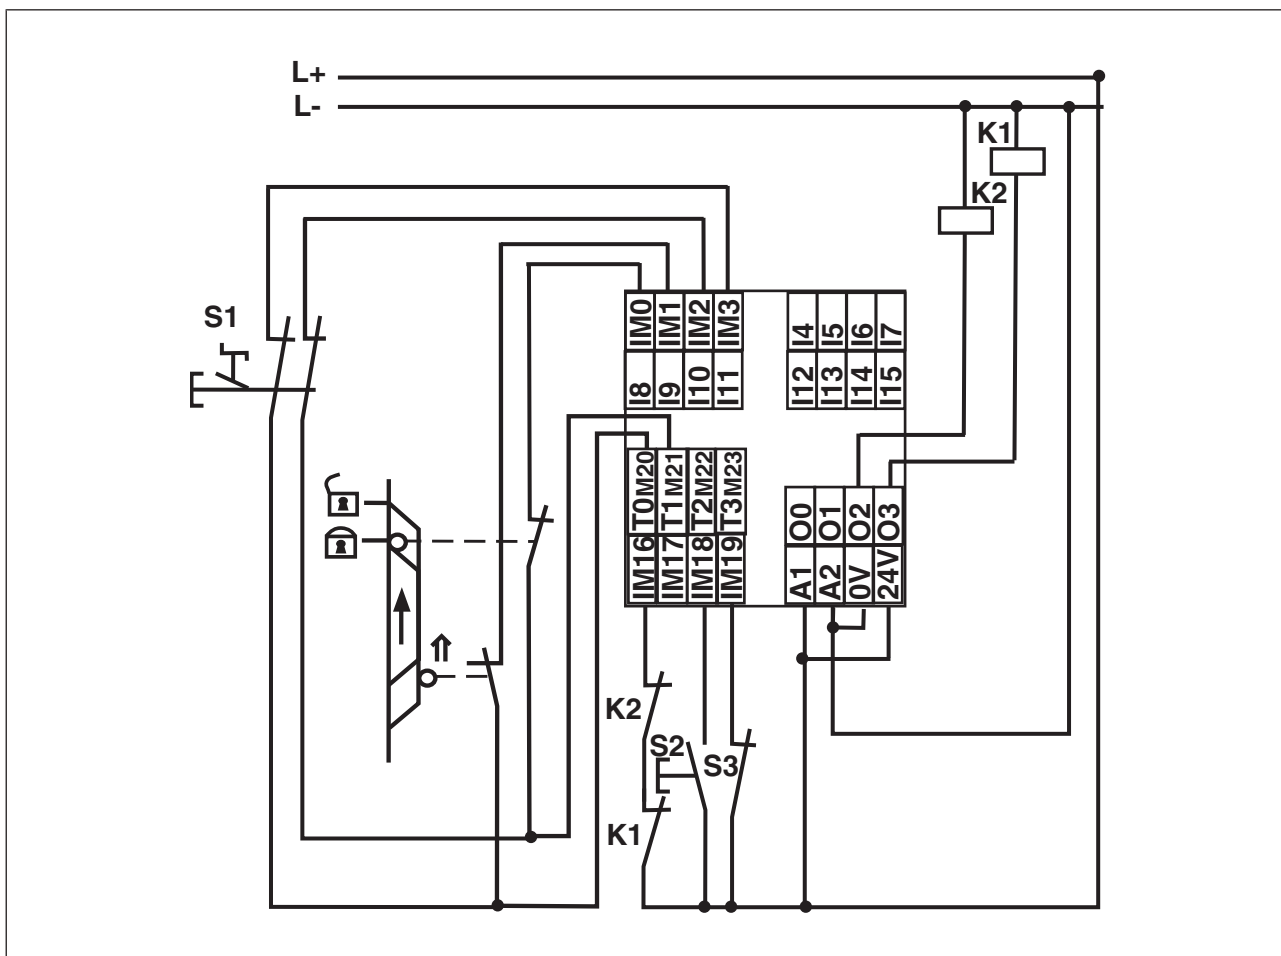 L+
L-
K1
K2
S1
IM0 IM1 IM2 IM3
I4 I5 I6 I7
I8 I9 I10 I11
I12 I13 I14 I15
T0M20 T1M21 T2M22 T3M23
O0 O1 O2 O3
IM16 IM17 IM18 IM19
A1 A2 0V 24V
K2
S2
S3
K1